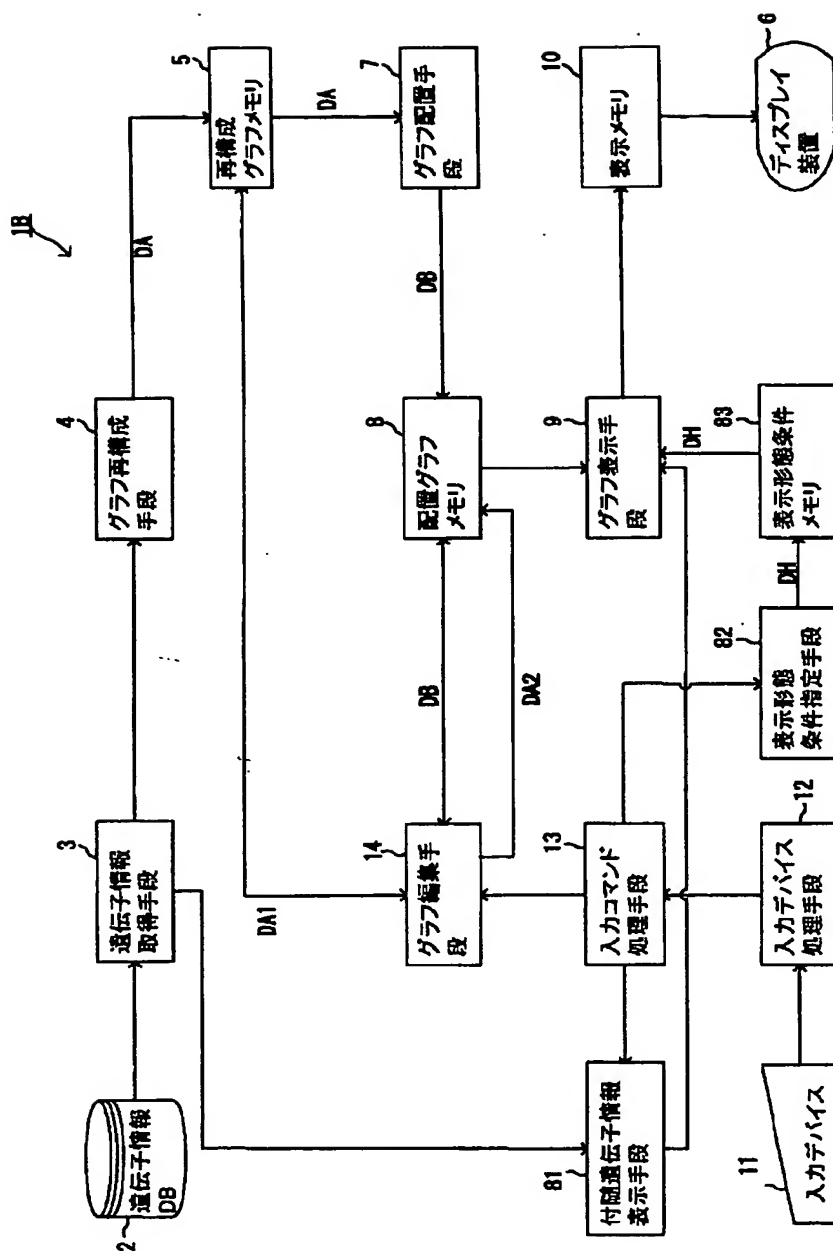 1B
2
遺伝子情報
DB
3
遺伝子情報
取得手段
4
グラフ再構成
手段
DA
5
再構成
グラフメモリ
DA
7
グラフ配置手
段
DB
8
配置グラフ
メモリ
DB
DA1
DA2
14
グラフ編集手
段
9
グラフ表示手
段
10
表示メモリ
6
ディスプレイ
装置
DH
83
表示形態条件
メモリ
DH
82
表示形態
条件指定手段
13
入力コマンド
処理手段
12
入力デバイス
処理手段
81
付随遺伝子情報
表示手段
11
入力デバイス